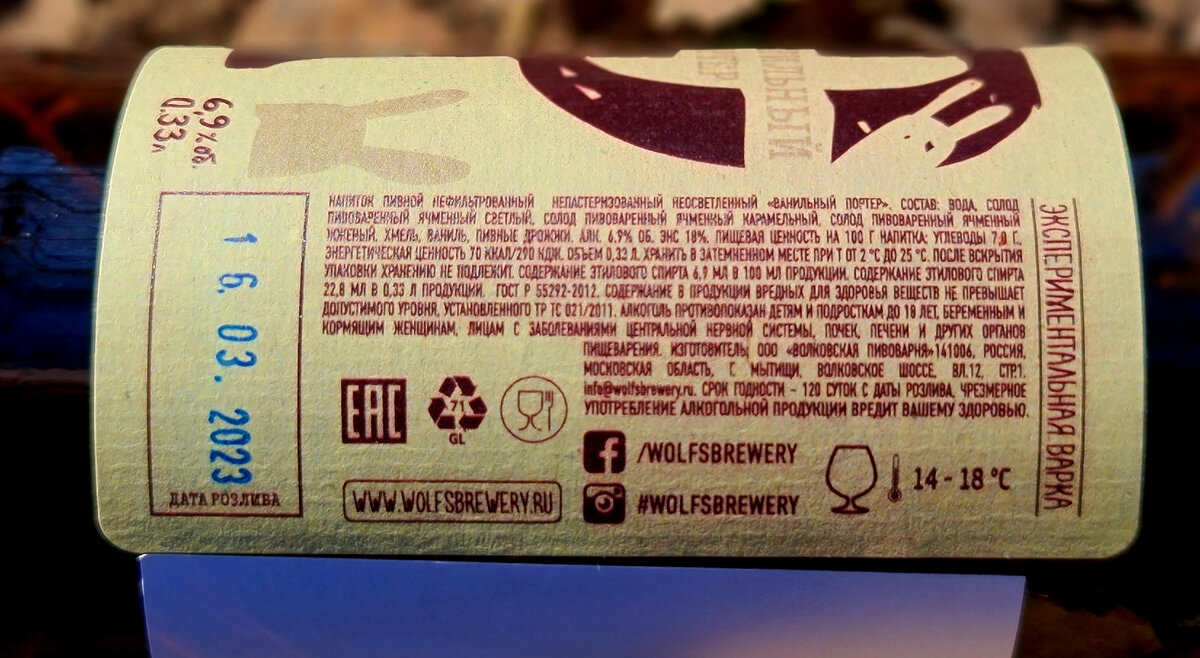 6,9% об.
0,33 л
16.03.2023
ДАТА РОЗЛИВА
НАПИТОК ПИВНОЙ НЕФИЛЬТРОВАННЫЙ НЕПАСТЕРИЗОВАННЫЙ НЕОСВЕТЛЕННЫЙ «ВАНИЛЬНЫЙ ПОРТЕР». СОСТАВ: ВОДА, СОЛОД
ПИВОВАРЕННЫЙ ЯЧМЕННЫЙ СВЕТЛЫЙ, СОЛОД ПИВОВАРЕННЫЙ ЯЧМЕННЫЙ КАРАМЕЛЬНЫЙ, СОЛОД ПИВОВАРЕННЫЙ ЯЧМЕННЫЙ
ЖЖЕНЫЙ, ХМЕЛЬ, ВАНИЛЬ, ПИВНЫЕ ДРОЖЖИ. АЛК. 6.9% ОБ. ЭНС 18%. ПИЩЕВАЯ ЦЕННОСТЬ НА 100 Г НАПИТКА: УГЛЕВОДЫ Г.
ЭНЕРГЕТИЧЕСКАЯ ЦЕННОСТЬ 70 ККАЛ/290 КДЖ. ОБЪЕМ 0,33 Л. ХРАНИТЬ В ЗАТЕМНЕННОМ МЕСТЕ ПРИ Т ОТ 2 °C ДО 25 °C. ПОСЛЕ ВСКРЫТИЯ
УПАКОВКИ ХРАНЕНИЮ НЕ ПОДЛЕЖИТ. СОДЕРЖАНИЕ ЭТИЛОВОГО СПИРТА 6,9 МЛ В 100 МЛ ПРОДУКЦИИ. СОДЕРЖАНИЕ ЭТИЛОВОГО СПИРТА
22,8 МЛ В 0,33 Л ПРОДУКЦИИ. ГОСТ Р 55292-2012. СОДЕРЖАНИЕ В ПРОДУКЦИИ ВРЕДНЫХ ДЛЯ ЗДОРОВЬЯ ВЕЩЕСТВ НЕ ПРЕВЫШАЕТ
ДОПУСТИМОГО УРОВНЯ, УСТАНОВЛЕННОГО ТР ТС 021/2011. АЛКОГОЛЬ ПРОТИВОПОКАЗАН ДЕТЯМ И ПОДРОСТКАМ ДО 18 ЛЕТ, БЕРЕМЕННЫМ И
КОРМЯЩИМ ЖЕНЩИНАМ, ЛИЦАМ С ЗАБОЛЕВАНИЯМИ ЦЕНТРАЛЬНОЙ НЕРВНОЙ СИСТЕМЫ, ПОЧЕК, ПЕЧЕНИ И ДРУГИХ ОРГАНОВ
ПИЩЕВАРЕНИЯ. ИЗГОТОВИТЕЛЬ: ООО «ВОЛКОВСКАЯ ПИВОВАРНЯ» 141006, РОССИЯ,
МОСКОВСКАЯ ОБЛАСТЬ, Г. МЫТИЩИ, ВОЛКОВСКОЕ ШОССЕ, ВЛ.12, СТР.1.
info@wolfsbrewery.ru. СРОК ГОДНОСТИ - 120 СУТОК С ДАТЫ РОЗЛИВА. ЧРЕЗМЕРНОЕ
УПОТРЕБЛЕНИЕ АЛКОГОЛЬНОЙ ПРОДУКЦИИ ВРЕДИТ ВАШЕМУ ЗДОРОВЬЮ.
EAC
71
GL
WWW.WOLFSBREWERY.RU
/WOLFSBREWERY
#WOLFSBREWERY
14 - 18 °C
ЭКСПЕРИМЕНТАЛЬНАЯ ВАРКА